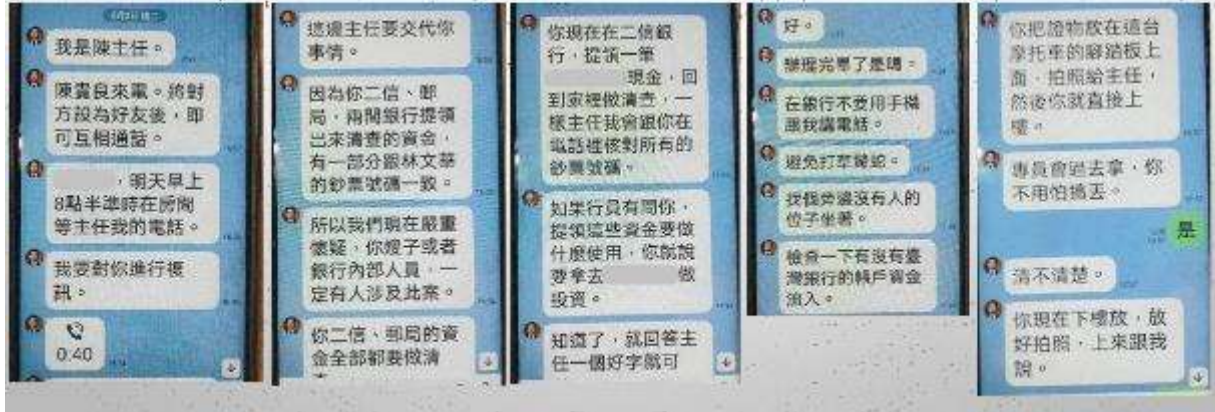 我是陳主任。
陳貴良來電。將對
方設為好友後，即
可互相通話。
，明天早上
8點半準時在房間
等主任我的電話。
我要對你進行複
訊。
0:40
這邊主任要交代你
事情。
因為你二信、郵
局，兩間銀行提領
出來清查的資金，
有一部分跟林文華
的鈔票號碼一致。
所以我們現在嚴重
懷疑，你嫂子或者
銀行內部人員，一
定有人涉及此案。
你二信、郵局的資
金全部都要做清
你現在在二信銀
行，提領一筆
現金，回
到家裡做清查，一
樣主任我會跟你在
電話裡核對所有的
鈔票號碼。
如果行員有問你，
提領這些資金要做
什麼使用，你就說
要拿去 做
投資。
知道了，就回答主
任一個好字就可
好。
辦理完畢了是嗎。
在銀行不要用手機
跟我講電話。
避免打草驚蛇。
找個旁邊沒有人的
位子坐著。
檢查一下有沒有臺
灣銀行的帳戶資金
流入。
你把證物放在這台
摩托車的腳踏板上
面，拍照給主任，
然後你就直接上
樓。
專員會過去拿，你
不用怕搞丟。
是
清不清楚。
你現在下樓放，放
好拍照，上來跟我
說。